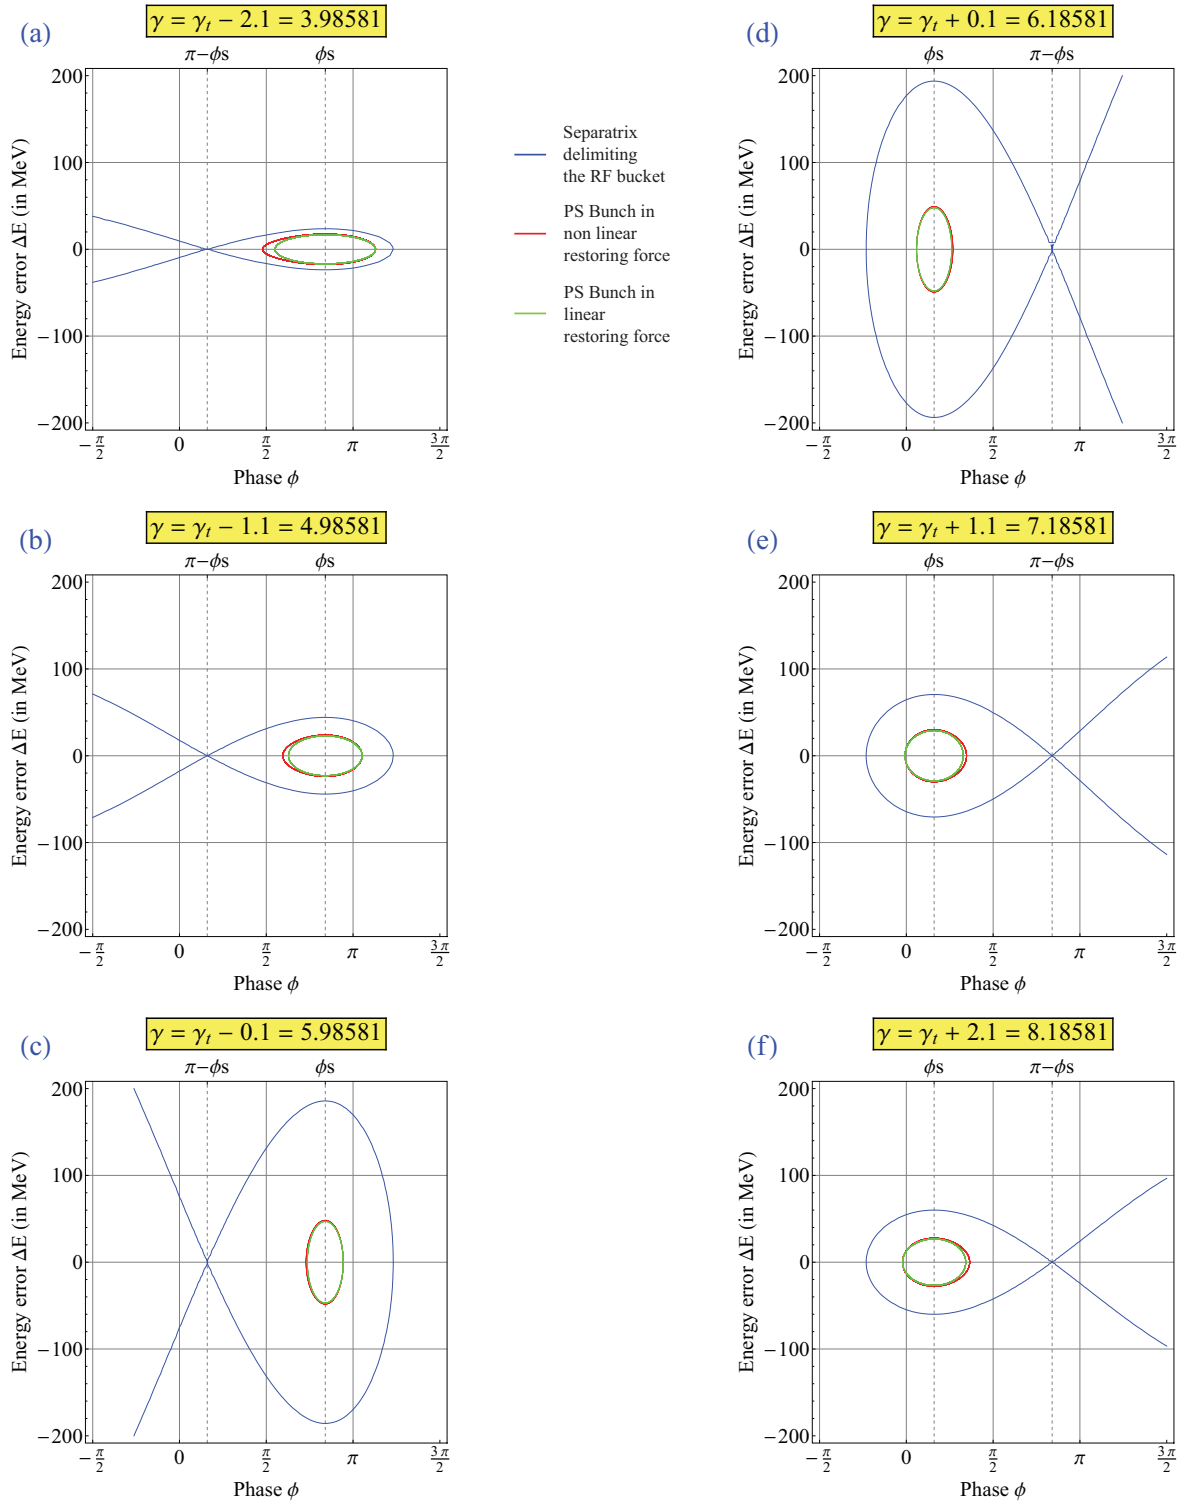 (a)
γ = γt − 2.1 = 3.98581
π−ϕs
ϕs
200
100
0
−100
−200
Energy error ΔE (in MeV)
−π/2
0
π/2
π
3π/2
Phase ϕ
Separatrix
delimiting
the RF bucket
PS Bunch in
non linear
restoring force
PS Bunch in
linear
restoring force
(d)
γ = γt + 0.1 = 6.18581
ϕs
π−ϕs
200
100
0
−100
−200
Energy error ΔE (in MeV)
−π/2
0
π/2
π
3π/2
Phase ϕ
(b)
γ = γt − 1.1 = 4.98581
π−ϕs
ϕs
200
100
0
−100
−200
Energy error ΔE (in MeV)
−π/2
0
π/2
π
3π/2
Phase ϕ
(e)
γ = γt + 1.1 = 7.18581
ϕs
π−ϕs
200
100
0
−100
−200
Energy error ΔE (in MeV)
−π/2
0
π/2
π
3π/2
Phase ϕ
(c)
γ = γt − 0.1 = 5.98581
π−ϕs
ϕs
200
100
0
−100
−200
Energy error ΔE (in MeV)
−π/2
0
π/2
π
3π/2
Phase ϕ
(f)
γ = γt + 2.1 = 8.18581
ϕs
π−ϕs
200
100
0
−100
−200
Energy error ΔE (in MeV)
−π/2
0
π/2
π
3π/2
Phase ϕ